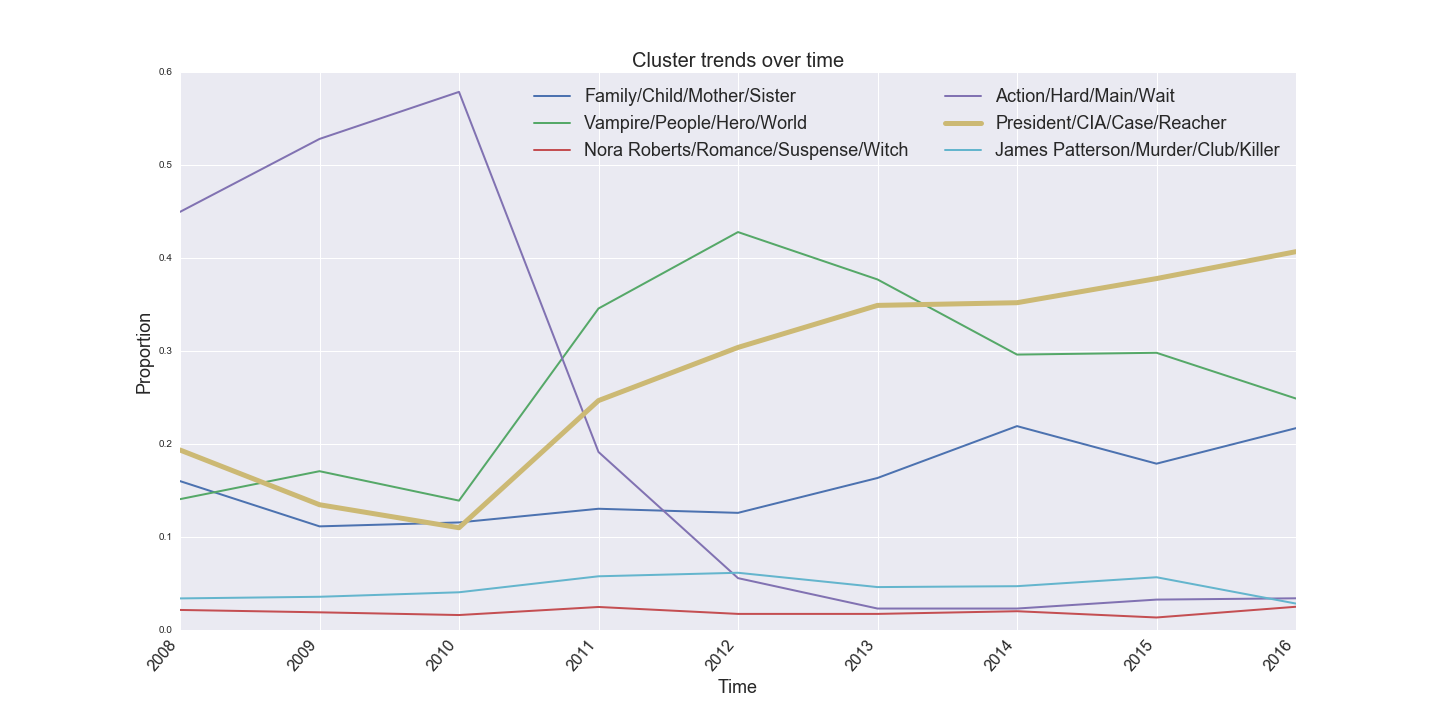 Cluster trends over time
Family/Child/Mother/Sister
Vampire/People/Hero/World
Nora Roberts/Romance/Suspense/Witch
Action/Hard/Main/Wait
President/CIA/Case/Reacher
James Patterson/Murder/Club/Killer
Proportion
0.6
0.5
0.4
0.3
0.2
0.1
0.0
2008
2009
2010
2011
2012
2013
2014
2015
2016
Time